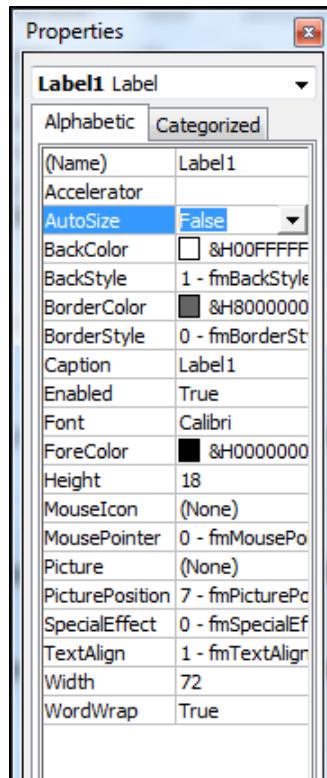 Properties
Label1 Label
Alphabetic Categorized
(Name) Label1
Accelerator
AutoSize False
BackColor &H00FFFFF
BackStyle 1 - fmBackStyle
BorderColor &H8000000
BorderStyle 0 - fmBorderSt
Caption Label1
Enabled True
Font Calibri
ForeColor &H0000000
Height 18
MouseIcon (None)
MousePointer 0 - fmMousePoi
Picture (None)
PicturePosition 7 - fmPicturePo
SpecialEffect 0 - fmSpecialEf
TextAlign 1 - fmTextAlign
Width 72
WordWrap True